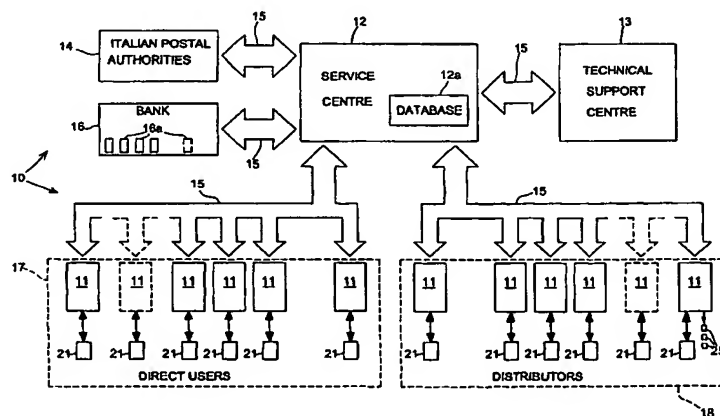 14
ITALIAN POSTAL
AUTHORITIES
15
12
SERVICE
CENTRE
12a
DATABASE
15
13
TECHNICAL
SUPPORT
CENTRE
BANK
16
16a
15
10
15
15
17
11 11 11 11 11 11
11 11 11 11 11 11
21 21 21 21 21 21
21 21 21 21 21 21
DIRECT USERS
DISTRIBUTORS
18